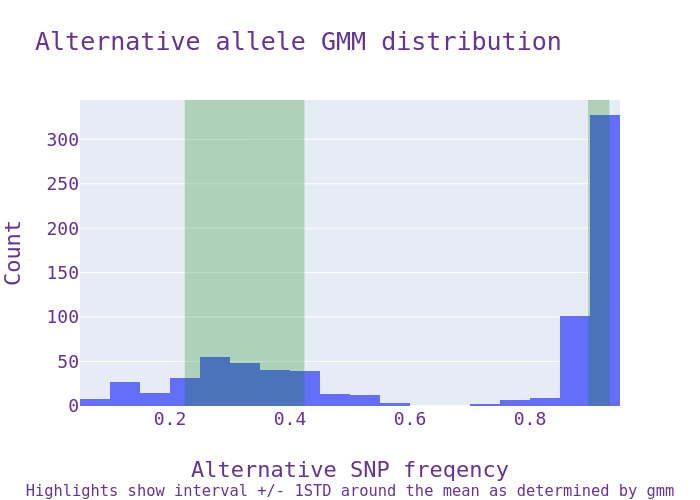 Alternative allele GMM distribution
Count
300
250
200
150
100
50
0
0.2 0.4 0.6 0.8
Alternative SNP freqency
Highlights show interval +/- 1STD around the mean as determined by gmm